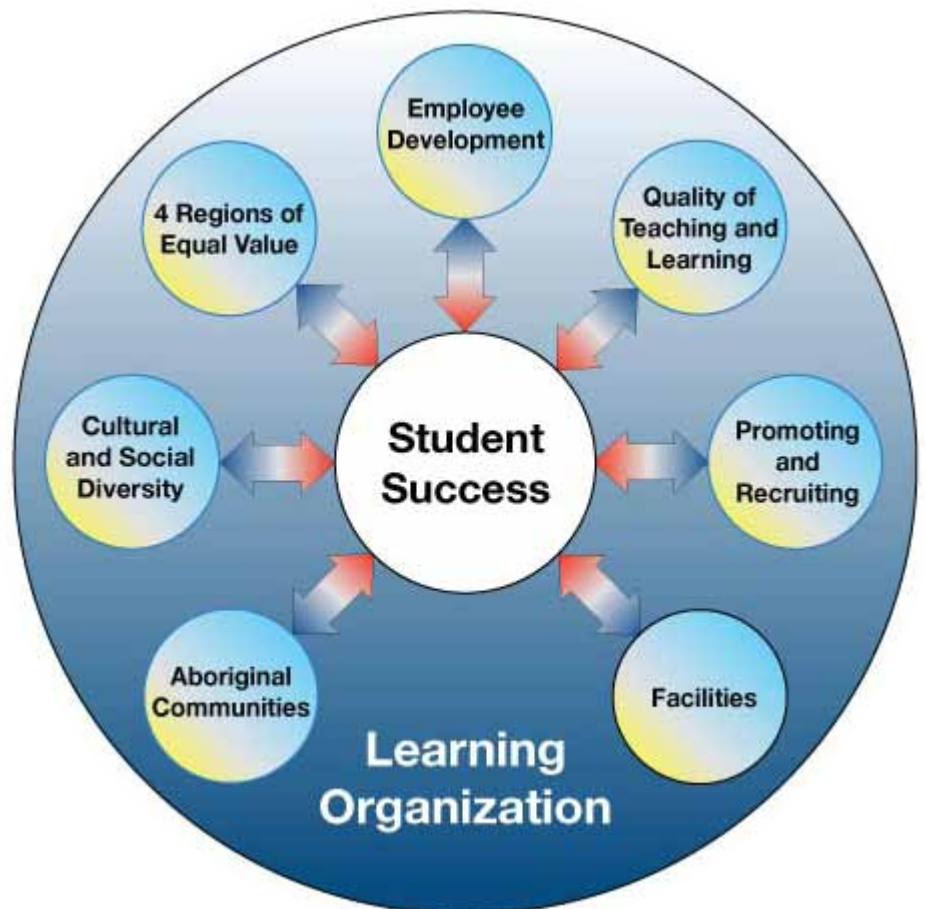 Employee
Development
4 Regions of
Equal Value
Quality of
Teaching and
Learning
Cultural
and Social
Diversity
Student
Success
Promoting
and
Recruiting
Aboriginal
Communities
Facilities
Learning
Organization